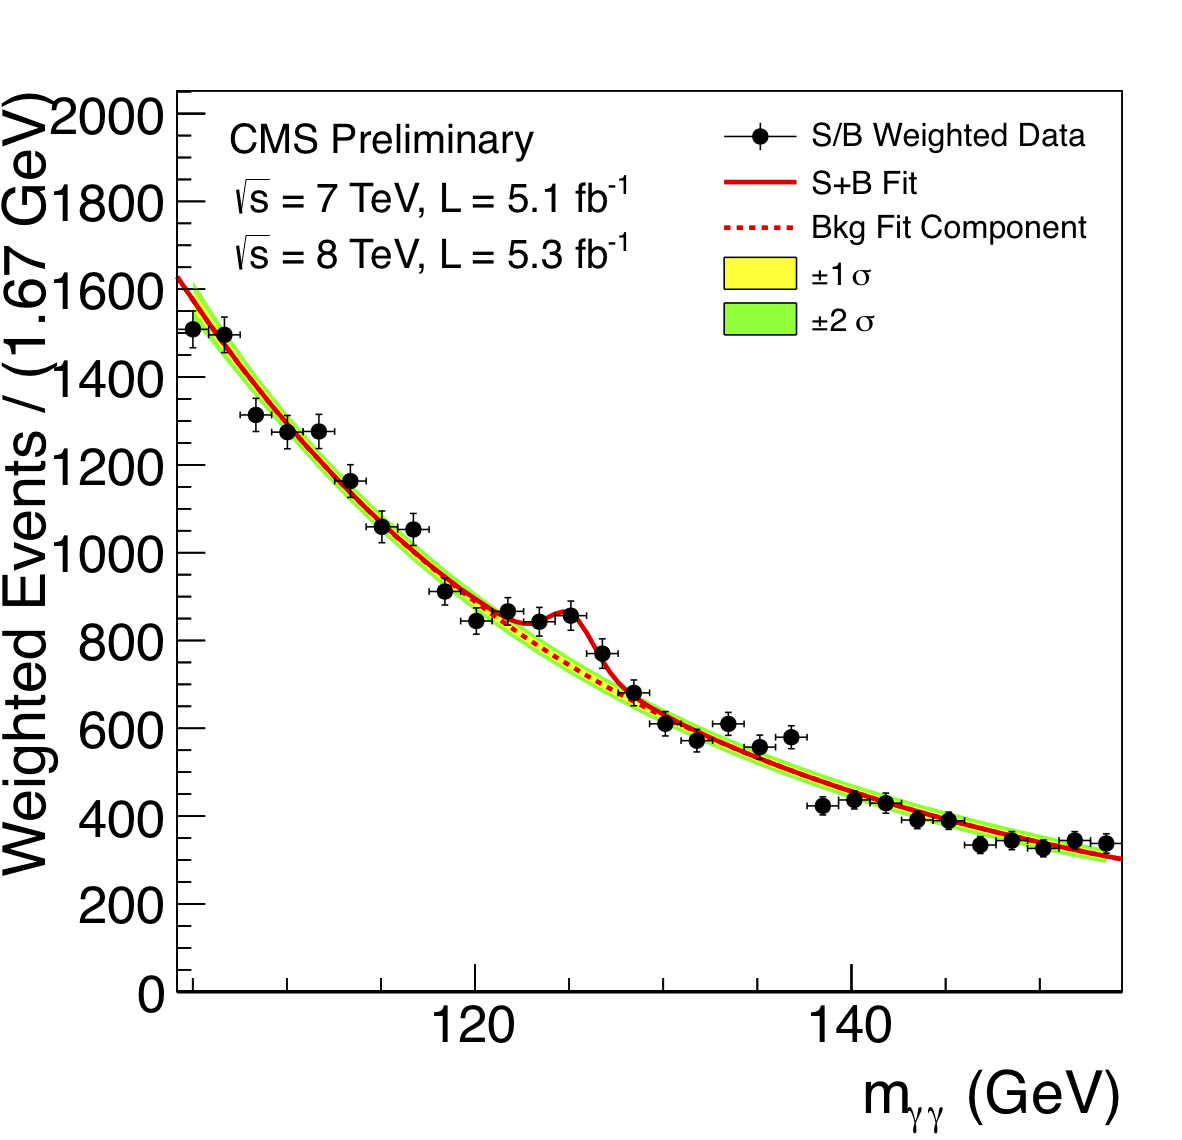 Weighted Events / (1.67 GeV)
2000
1800
1600
1400
1200
1000
800
600
400
200
0
CMS Preliminary
√s = 7 TeV, L = 5.1 fb⁻¹
√s = 8 TeV, L = 5.3 fb⁻¹
S/B Weighted Data
S+B Fit
Bkg Fit Component
±1 σ
±2 σ
120 140
mγγ (GeV)